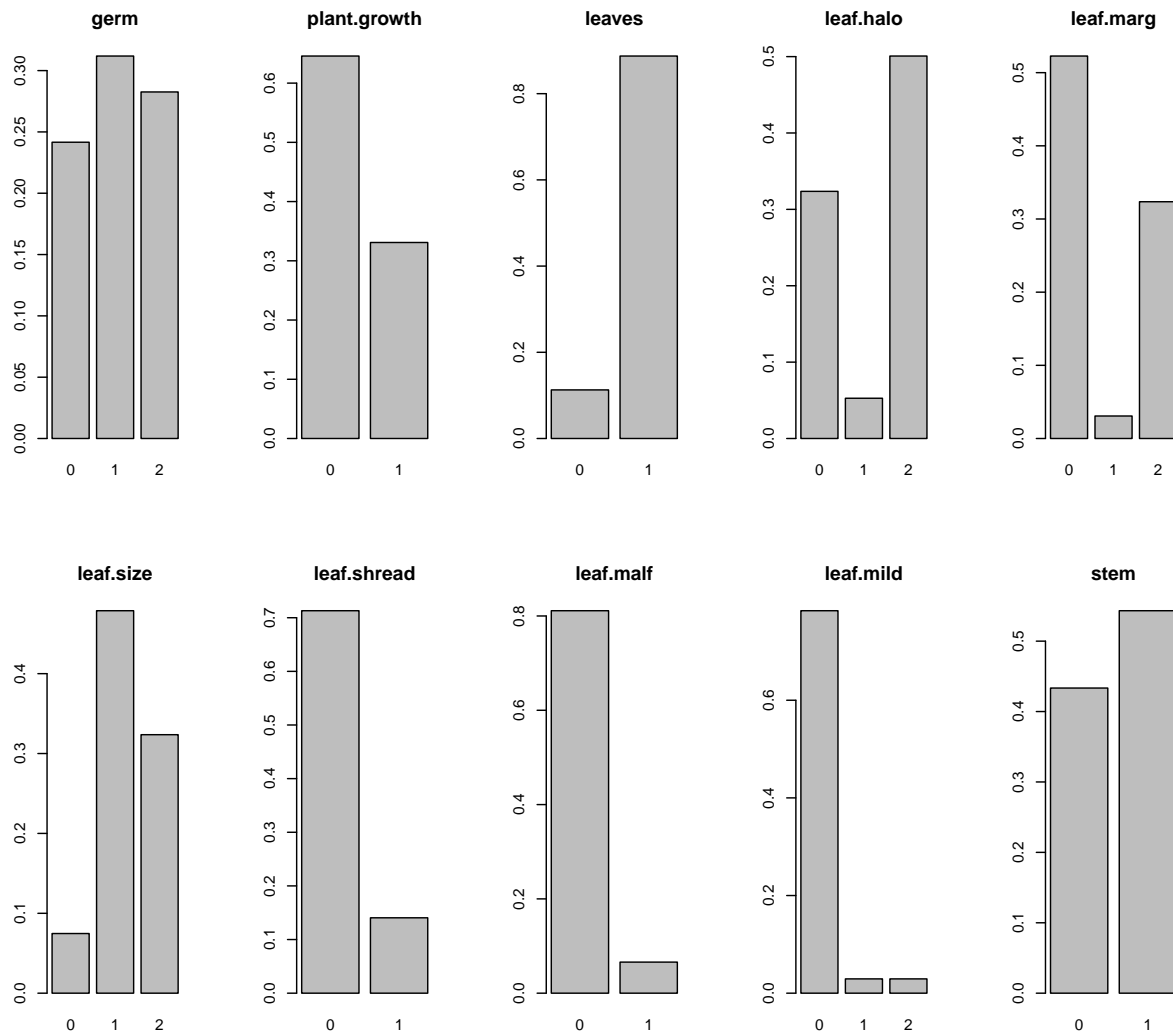 germ
0.00 0.05 0.10 0.15 0.20 0.25 0.30
0 1 2
plant.growth
0.0 0.1 0.2 0.3 0.4 0.5 0.6
0 1
leaves
0.0 0.2 0.4 0.6 0.8
0 1
leaf.halo
0.0 0.1 0.2 0.3 0.4 0.5
0 1 2
leaf.marg
0.0 0.1 0.2 0.3 0.4 0.5
0 1 2
leaf.size
0.0 0.1 0.2 0.3 0.4
0 1 2
leaf.shread
0.0 0.1 0.2 0.3 0.4 0.5 0.6 0.7
0 1
leaf.malf
0.0 0.2 0.4 0.6 0.8
0 1
leaf.mild
0.0 0.2 0.4 0.6
0 1 2
stem
0.0 0.1 0.2 0.3 0.4 0.5
0 1